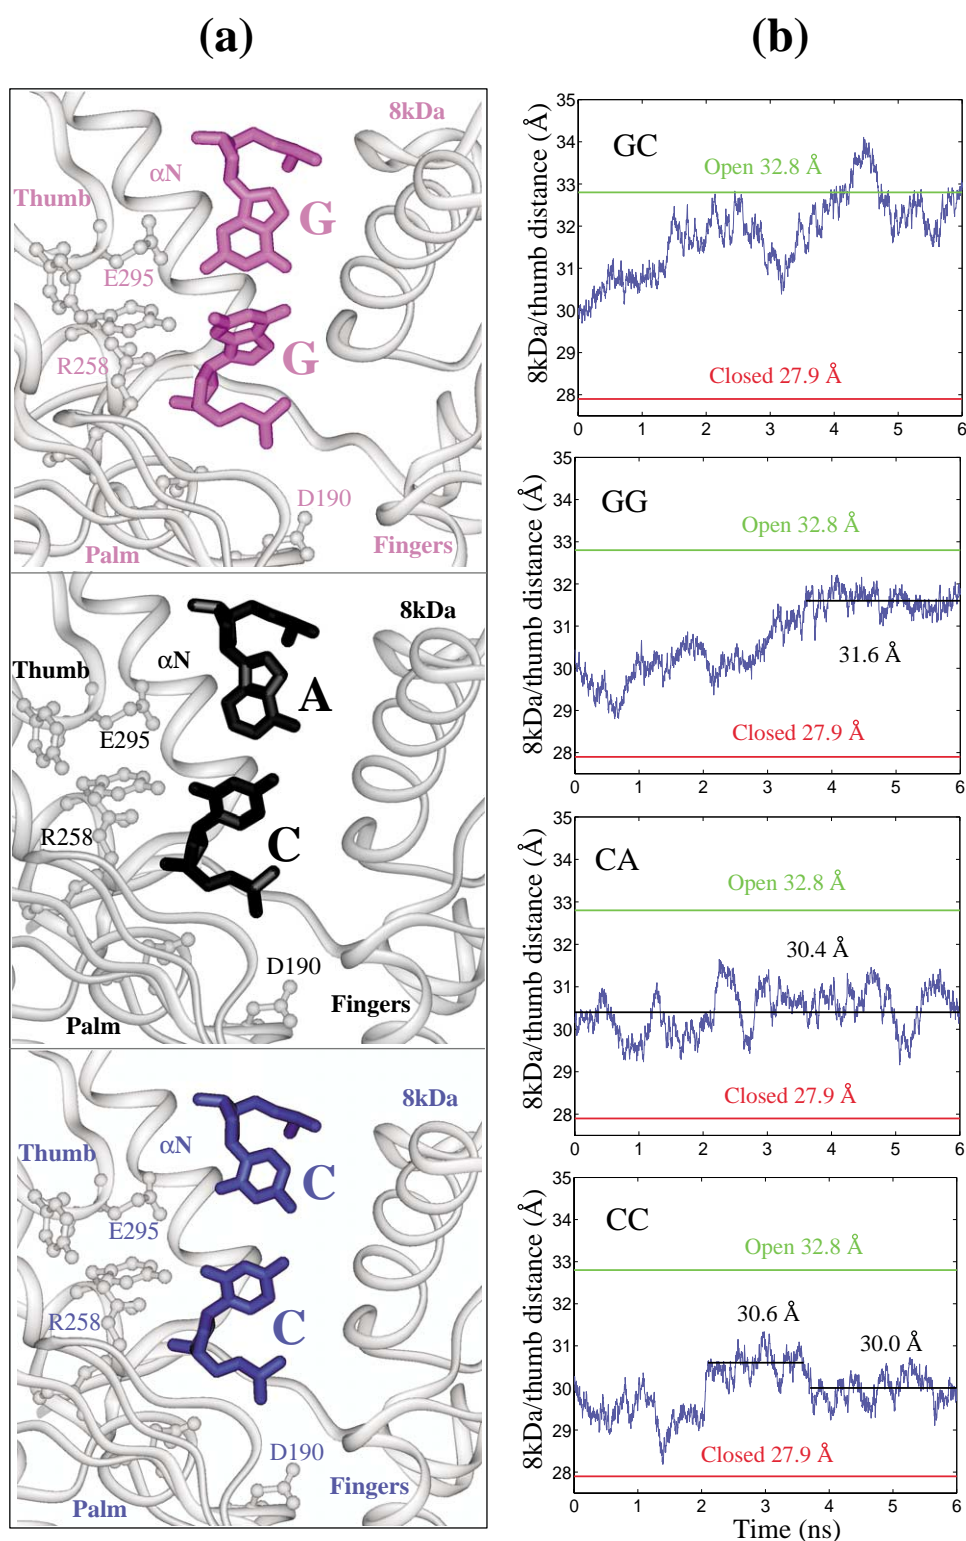 (a)
8kDa
αN
Thumb
G
E295
G
R258
D190
Palm
Fingers
8kDa
αN
Thumb
A
E295
R258
C
D190
Fingers
Palm
8kDa
αN
Thumb
C
E295
R258
C
D190
Fingers
Palm
(b)
35
34
33
32
31
30
29
28
8kDa/thumb distance (Å)
GC
Open 32.8 Å
Closed 27.9 Å
0 1 2 3 4 5 6
35
34
33
32
31
30
29
28
8kDa/thumb distance (Å)
GG
Open 32.8 Å
31.6 Å
Closed 27.9 Å
0 1 2 3 4 5 6
35
34
33
32
31
30
29
28
8kDa/thumb distance (Å)
CA
Open 32.8 Å
30.4 Å
Closed 27.9 Å
0 1 2 3 4 5 6
35
34
33
32
31
30
29
28
8kDa/thumb distance (Å)
CC
Open 32.8 Å
30.6 Å
30.0 Å
Closed 27.9 Å
0 1 2 3 4 5 6
Time (ns)